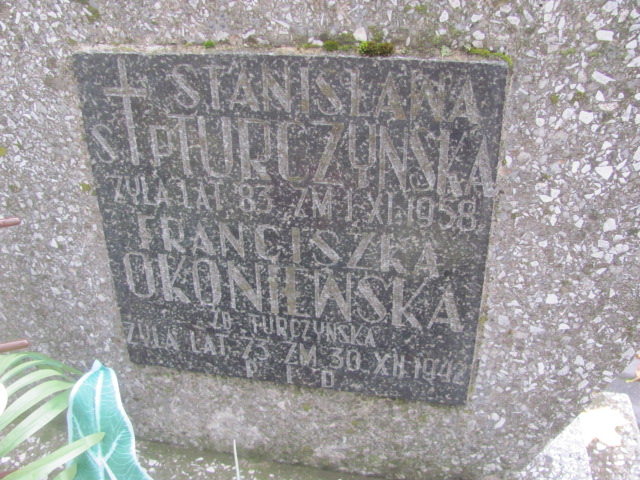 STANISŁAWA
Ś.†P. TURCZYŃSKA
ŻYŁA LAT 83 ZM. 1.XI.1958
FRANCISZKA
OKONIEWSKA
ZD. TURCZYŃSKA
ŻYŁA LAT 73 ZM. 30.XII.1942
P. F. D.